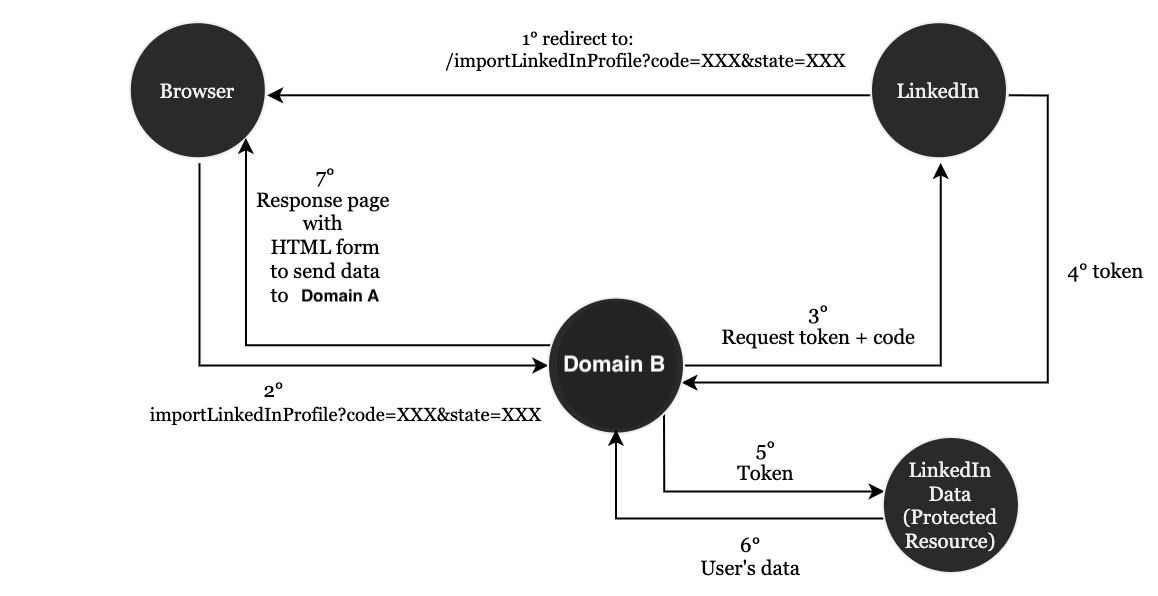 1° redirect to:
/importLinkedInProfile?code=XXX&state=XXX
Browser
LinkedIn
7°
Response page
with
HTML form
to send data
to Domain A
4° token
3°
Request token + code
Domain B
2°
importLinkedInProfile?code=XXX&state=XXX
5°
Token
LinkedIn
Data
(Protected
Resource)
6°
User's data